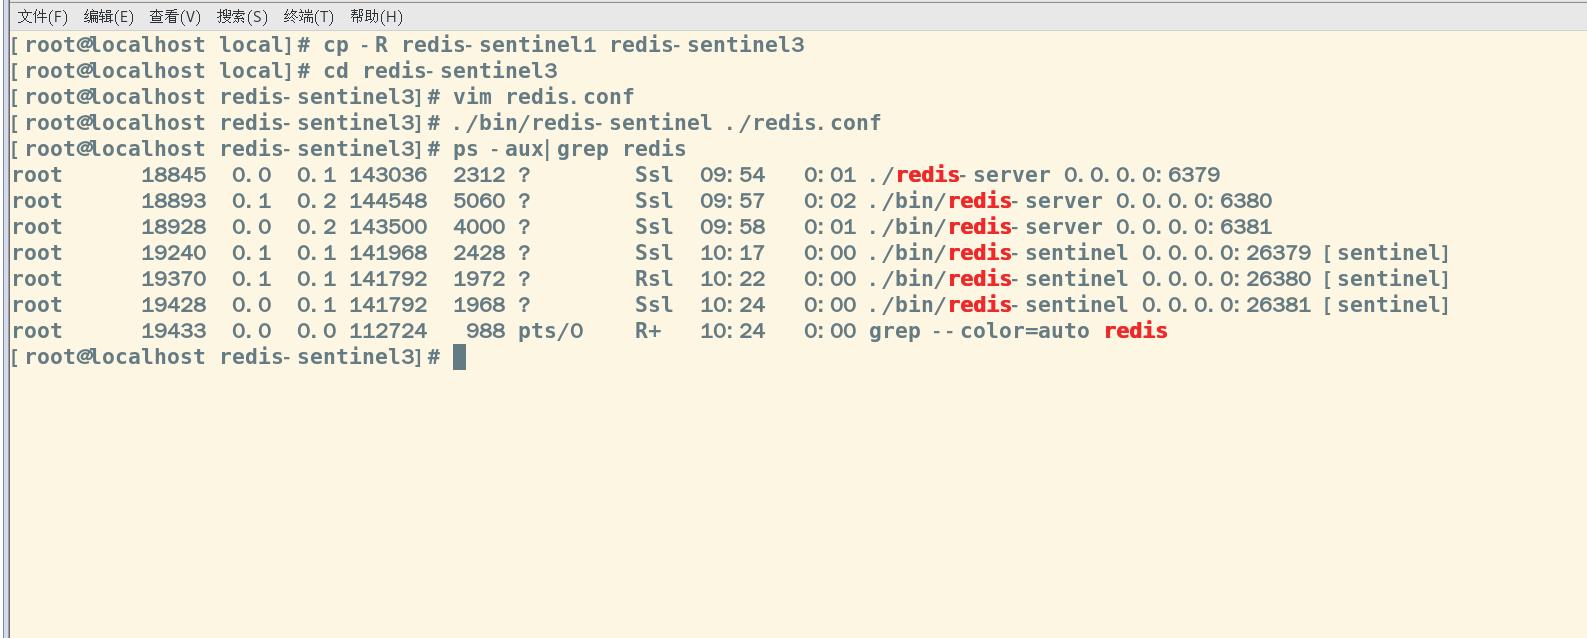 文件(F) 编辑(E) 查看(V) 搜索(S) 终端(T) 帮助(H)
[root@localhost local]# cp -R redis-sentinel1 redis-sentinel3
[root@localhost local]# cd redis-sentinel3
[root@localhost redis-sentinel3]# vim redis.conf
[root@localhost redis-sentinel3]# ./bin/redis-sentinel ./redis.conf
[root@localhost redis-sentinel3]# ps -aux|grep redis
root      18845  0.0  0.1 143036  2312 ?        Ssl  09:54   0:01 ./redis-server 0.0.0.0:6379
root      18893  0.1  0.2 144548  5060 ?        Ssl  09:57   0:02 ./bin/redis-server 0.0.0.0:6380
root      18928  0.0  0.2 143500  4000 ?        Ssl  09:58   0:01 ./bin/redis-server 0.0.0.0:6381
root      19240  0.1  0.1 141968  2428 ?        Ssl  10:17   0:00 ./bin/redis-sentinel 0.0.0.0:26379 [sentinel]
root      19370  0.1  0.1 141792  1972 ?        Rsl  10:22   0:00 ./bin/redis-sentinel 0.0.0.0:26380 [sentinel]
root      19428  0.0  0.1 141792  1968 ?        Ssl  10:24   0:00 ./bin/redis-sentinel 0.0.0.0:26381 [sentinel]
root      19433  0.0  0.0 112724   988 pts/0    R+   10:24   0:00 grep --color=auto redis
[root@localhost redis-sentinel3]#